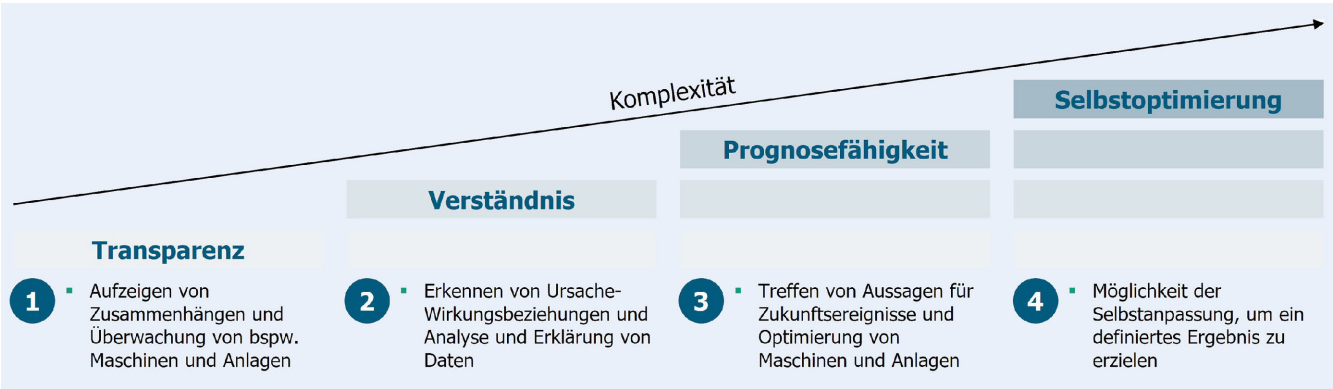 Komplexität
Selbstoptimierung
Prognosefähigkeit
Verständnis
Transparenz
1
▪ Aufzeigen von
Zusammenhängen und
Überwachung von bspw.
Maschinen und Anlagen
2
▪ Erkennen von Ursache-
Wirkungsbeziehungen und
Analyse und Erklärung von
Daten
3
▪ Treffen von Aussagen für
Zukunftsereignisse und
Optimierung von
Maschinen und Anlagen
4
▪ Möglichkeit der
Selbstanpassung, um ein
definiertes Ergebnis zu
erzielen